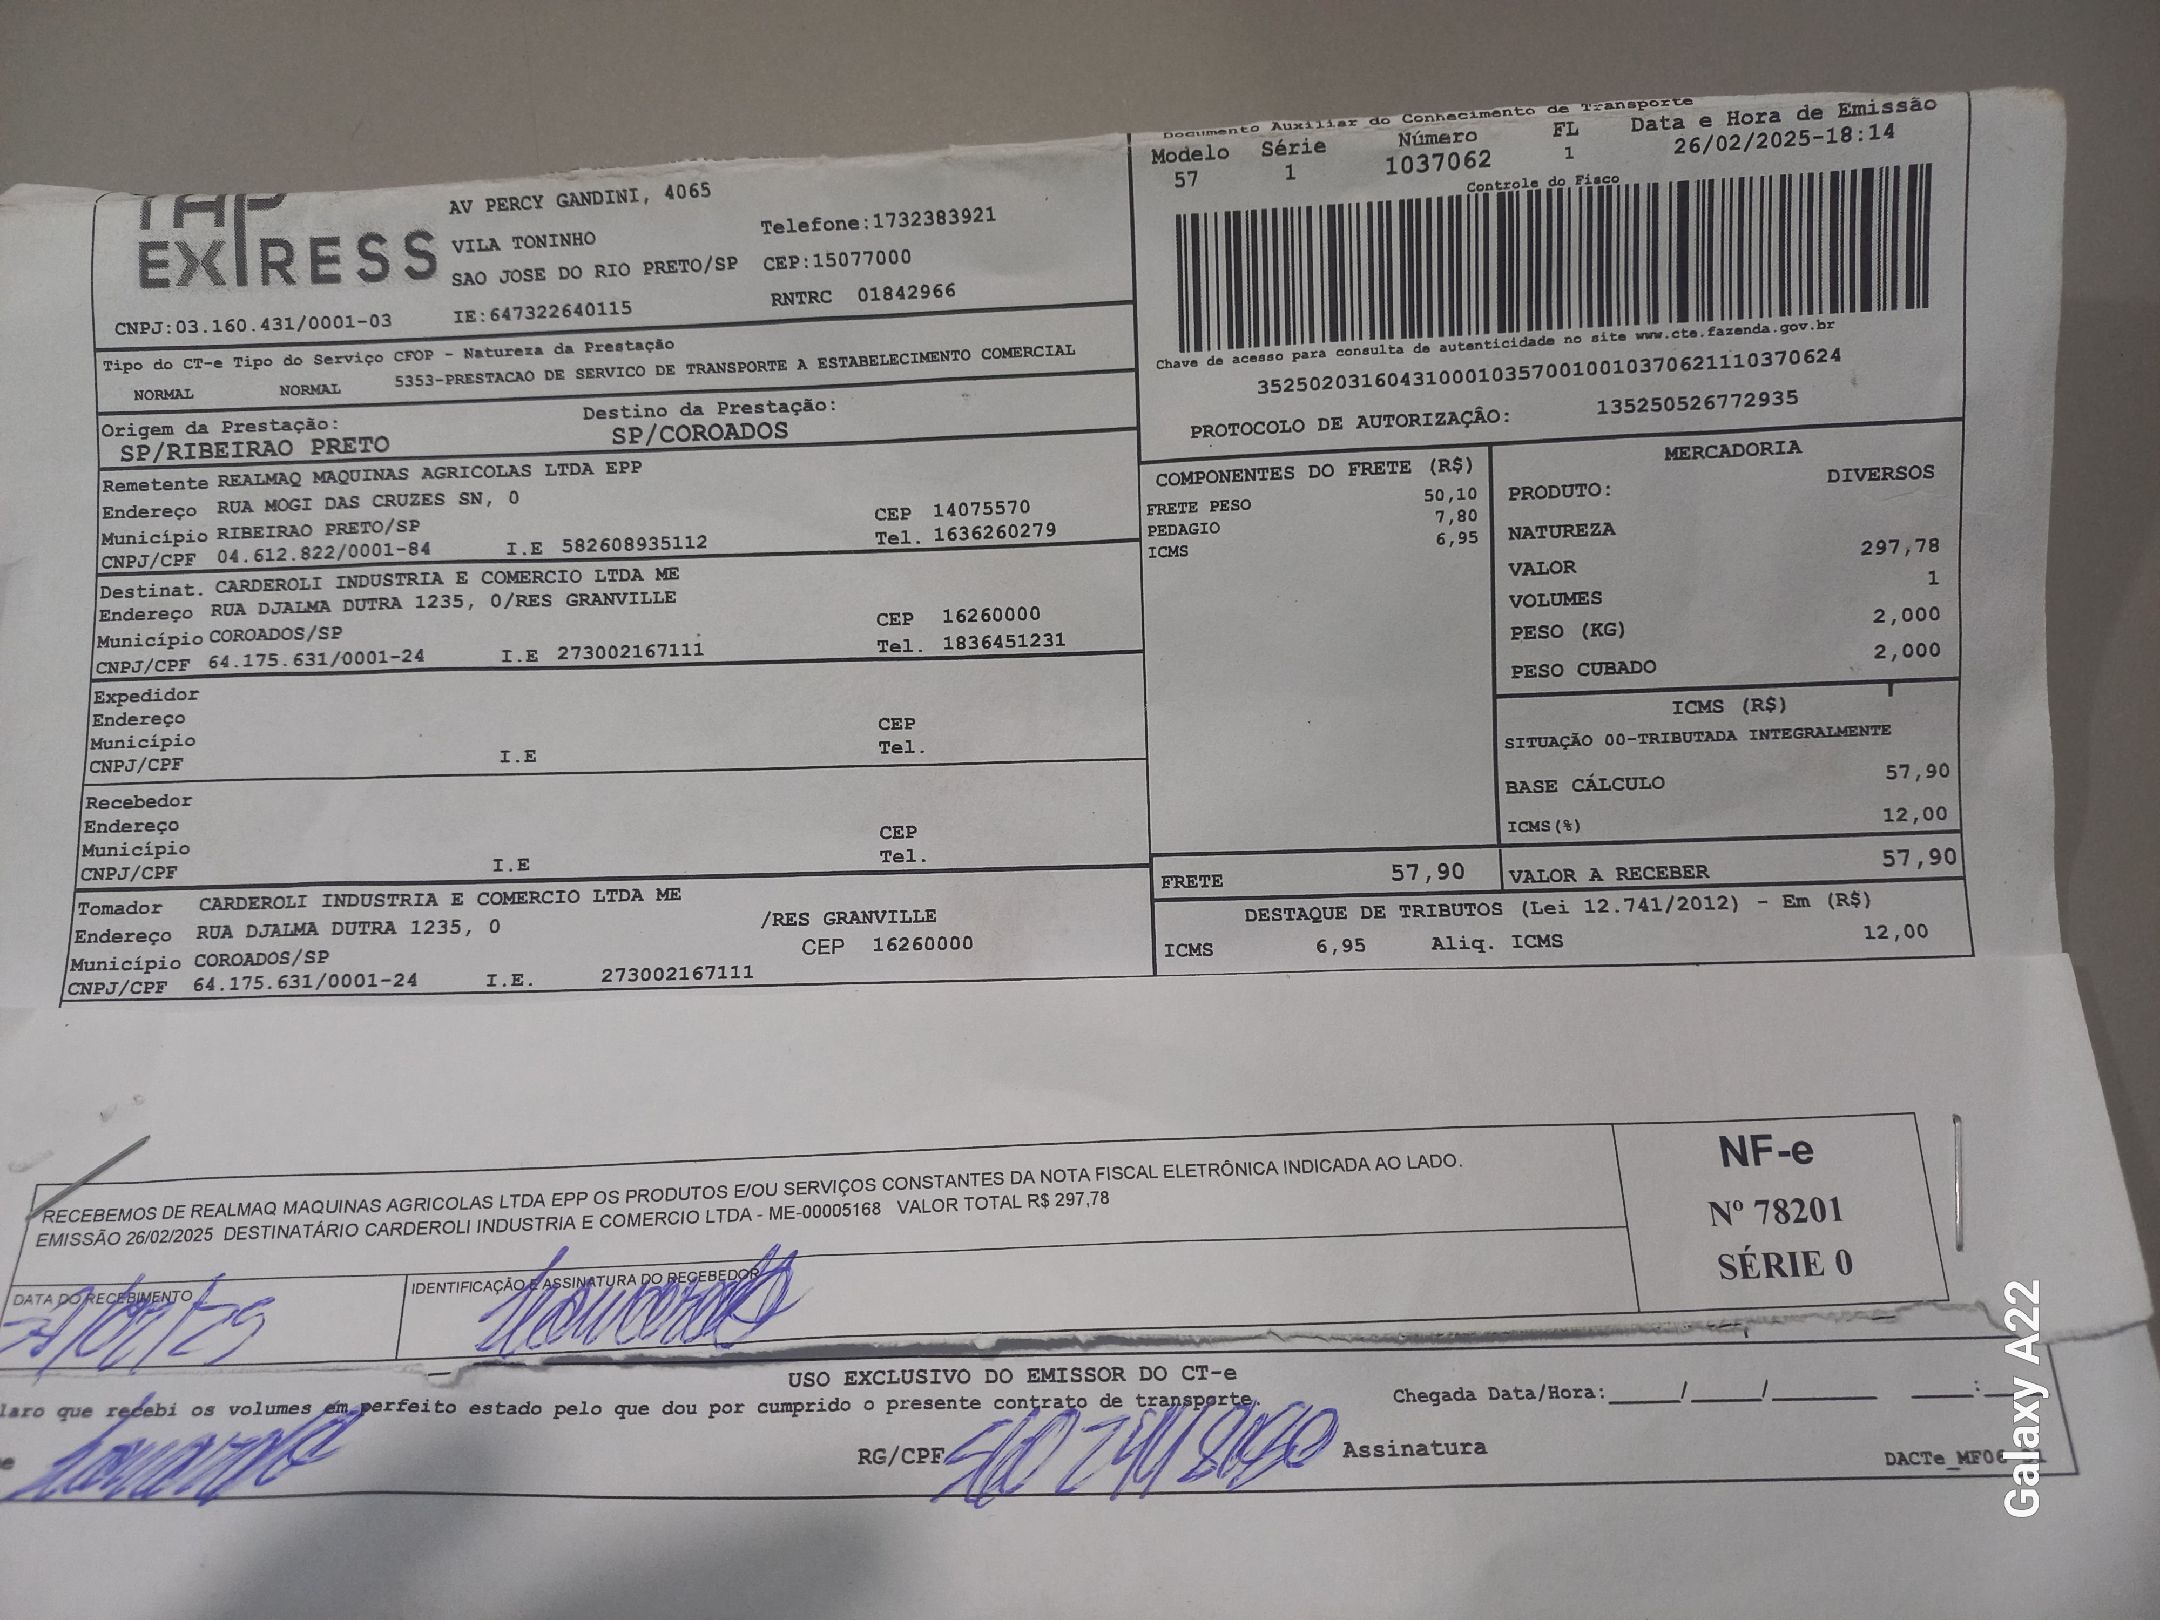 TAP
EXPRESS
AV PERCY GANDINI, 4065
VILA TONINHO
Telefone:1732383921
SAO JOSE DO RIO PRETO/SP CEP:15077000
CNPJ:03.160.431/0001-03 IE:647322640115 RNTRC 01842966
Documento Auxiliar do Conhecimento de Transporte
Modelo Série Número FL Data e Hora de Emissão
57 1 1037062 1 26/02/2025-18:14
Controle do Fisco
Chave de acesso para consulta de autenticidade no site www.cte.fazenda.gov.br
35250203160431000103570010010370621110370624
PROTOCOLO DE AUTORIZAÇÃO: 135250526772935
Tipo do CT-e Tipo do Serviço CFOP - Natureza da Prestação
NORMAL NORMAL 5353-PRESTACAO DE SERVICO DE TRANSPORTE A ESTABELECIMENTO COMERCIAL
Origem da Prestação: Destino da Prestação:
SP/RIBEIRAO PRETO SP/COROADOS
Remetente REALMAQ MAQUINAS AGRICOLAS LTDA EPP
Endereço RUA MOGI DAS CRUZES SN, 0
Município RIBEIRAO PRETO/SP CEP 14075570
CNPJ/CPF 04.612.822/0001-84 I.E 582608935112 Tel. 1636260279
Destinat. CARDEROLI INDUSTRIA E COMERCIO LTDA ME
Endereço RUA DJALMA DUTRA 1235, 0/RES GRANVILLE
Município COROADOS/SP CEP 16260000
CNPJ/CPF 64.175.631/0001-24 I.E 273002167111 Tel. 1836451231
Expedidor
Endereço
Município CEP
CNPJ/CPF I.E Tel.
Recebedor
Endereço
Município CEP
CNPJ/CPF I.E Tel.
Tomador CARDEROLI INDUSTRIA E COMERCIO LTDA ME
Endereço RUA DJALMA DUTRA 1235, 0 /RES GRANVILLE
Município COROADOS/SP CEP 16260000
CNPJ/CPF 64.175.631/0001-24 I.E. 273002167111
COMPONENTES DO FRETE (R$)
FRETE PESO 50,10
PEDAGIO 7,80
ICMS 6,95
MERCADORIA
PRODUTO: DIVERSOS
NATUREZA
VALOR 297,78
VOLUMES 1
PESO (KG) 2,000
PESO CUBADO 2,000
ICMS (R$)
SITUAÇÃO 00-TRIBUTADA INTEGRALMENTE
BASE CÁLCULO 57,90
ICMS(%) 12,00
FRETE 57,90 VALOR A RECEBER 57,90
DESTAQUE DE TRIBUTOS (Lei 12.741/2012) - Em (R$)
ICMS 6,95 Aliq. ICMS 12,00
RECEBEMOS DE REALMAQ MAQUINAS AGRICOLAS LTDA EPP OS PRODUTOS E/OU SERVIÇOS CONSTANTES DA NOTA FISCAL ELETRÔNICA INDICADA AO LADO.
EMISSÃO 26/02/2025 DESTINATÁRIO CARDEROLI INDUSTRIA E COMERCIO LTDA - ME-00005168 VALOR TOTAL R$ 297,78
NF-e
Nº 78201
SÉRIE 0
DATA DO RECEBIMENTO
IDENTIFICAÇÃO E ASSINATURA DO RECEBEDOR
USO EXCLUSIVO DO EMISSOR DO CT-e
laro que recebi os volumes em perfeito estado pelo que dou por cumprido o presente contrato de transporte.
Chegada Data/Hora:_____/_____/________ _____:___
RG/CPF Assinatura
DACTe_MF06
Galaxy A22